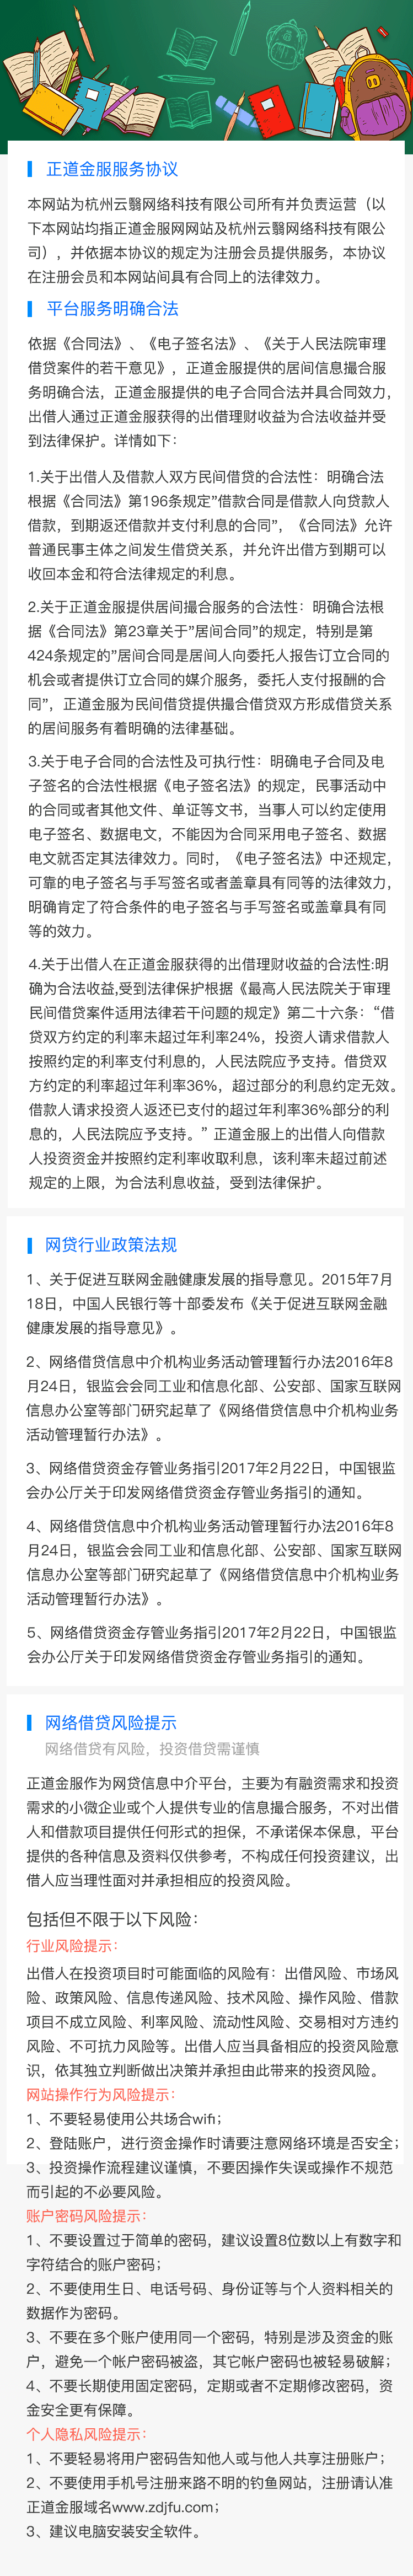 正道金服服务协议
本网站为杭州云翳网络科技有限公司所有并负责运营（以
下本网站均指正道金服网网站及杭州云翳网络科技有限公
司），并依据本协议的规定为注册会员提供服务，本协议
在注册会员和本网站间具有合同上的法律效力。
平台服务明确合法
依据《合同法》、《电子签名法》、《关于人民法院审理
借贷案件的若干意见》，正道金服提供的居间信息撮合服
务明确合法，正道金服提供的电子合同合法并具合同效力，
出借人通过正道金服获得的出借理财收益为合法收益并受
到法律保护。详情如下：
1.关于出借人及借款人双方民间借贷的合法性：明确合法
根据《合同法》第196条规定"借款合同是借款人向贷款人
借款，到期返还借款并支付利息的合同"，《合同法》允许
普通民事主体之间发生借贷关系，并允许出借方到期可以
收回本金和符合法律规定的利息。
2.关于正道金服提供居间撮合服务的合法性：明确合法根
据《合同法》第23章关于"居间合同"的规定，特别是第
424条规定的"居间合同是居间人向委托人报告订立合同的
机会或者提供订立合同的媒介服务，委托人支付报酬的合
同"，正道金服为民间借贷提供撮合借贷双方形成借贷关系
的居间服务有着明确的法律基础。
3.关于电子合同的合法性及可执行性：明确电子合同及电
子签名的合法性根据《电子签名法》的规定，民事活动中
的合同或者其他文件、单证等文书，当事人可以约定使用
电子签名、数据电文，不能因为合同采用电子签名、数据
电文就否定其法律效力。同时，《电子签名法》中还规定，
可靠的电子签名与手写签名或者盖章具有同等的法律效力，
明确肯定了符合条件的电子签名与手写签名或盖章具有同
等的效力。
4.关于出借人在正道金服获得的出借理财收益的合法性:明
确为合法收益,受到法律保护根据《最高人民法院关于审理
民间借贷案件适用法律若干问题的规定》第二十六条：“借
贷双方约定的利率未超过年利率24%，投资人请求借款人
按照约定的利率支付利息的，人民法院应予支持。借贷双
方约定的利率超过年利率36%，超过部分的利息约定无效。
借款人请求投资人返还已支付的超过年利率36%部分的利
息的，人民法院应予支持。”正道金服上的出借人向借款
人投资资金并按照约定利率收取利息，该利率未超过前述
规定的上限，为合法利息收益，受到法律保护。
网贷行业政策法规
1、关于促进互联网金融健康发展的指导意见。2015年7月
18日，中国人民银行等十部委发布《关于促进互联网金融
健康发展的指导意见》。
2、网络借贷信息中介机构业务活动管理暂行办法2016年8
月24日，银监会会同工业和信息化部、公安部、国家互联网
信息办公室等部门研究起草了《网络借贷信息中介机构业务
活动管理暂行办法》。
3、网络借贷资金存管业务指引2017年2月22日，中国银监
会办公厅关于印发网络借贷资金存管业务指引的通知。
4、网络借贷信息中介机构业务活动管理暂行办法2016年8
月24日，银监会会同工业和信息化部、公安部、国家互联网
信息办公室等部门研究起草了《网络借贷信息中介机构业务
活动管理暂行办法》。
5、网络借贷资金存管业务指引2017年2月22日，中国银监
会办公厅关于印发网络借贷资金存管业务指引的通知。
网络借贷风险提示
网络借贷有风险，投资借贷需谨慎
正道金服作为网贷信息中介平台，主要为有融资需求和投资
需求的小微企业或个人提供专业的信息撮合服务，不对出借
人和借款项目提供任何形式的担保，不承诺保本保息，平台
提供的各种信息及资料仅供参考，不构成任何投资建议，出
借人应当理性面对并承担相应的投资风险。
包括但不限于以下风险：
行业风险提示：
出借人在投资项目时可能面临的风险有：出借风险、市场风
险、政策风险、信息传递风险、技术风险、操作风险、借款
项目不成立风险、利率风险、流动性风险、交易相对方违约
风险、不可抗力风险等。出借人应当具备相应的投资风险意
识，依其独立判断做出决策并承担由此带来的投资风险。
网站操作行为风险提示：
1、不要轻易使用公共场合wifi；
2、登陆账户，进行资金操作时请要注意网络环境是否安全；
3、投资操作流程建议谨慎，不要因操作失误或操作不规范
而引起的不必要风险。
账户密码风险提示：
1、不要设置过于简单的密码，建议设置8位数以上有数字和
字符结合的账户密码；
2、不要使用生日、电话号码、身份证等与个人资料相关的
数据作为密码。
3、不要在多个账户使用同一个密码，特别是涉及资金的账
户，避免一个帐户密码被盗，其它帐户密码也被轻易破解；
4、不要长期使用固定密码，定期或者不定期修改密码，资
金安全更有保障。
个人隐私风险提示：
1、不要轻易将用户密码告知他人或与他人共享注册账户；
2、不要使用手机号注册来路不明的钓鱼网站，注册请认准
正道金服域名www.zdjfu.com；
3、建议电脑安装安全软件。